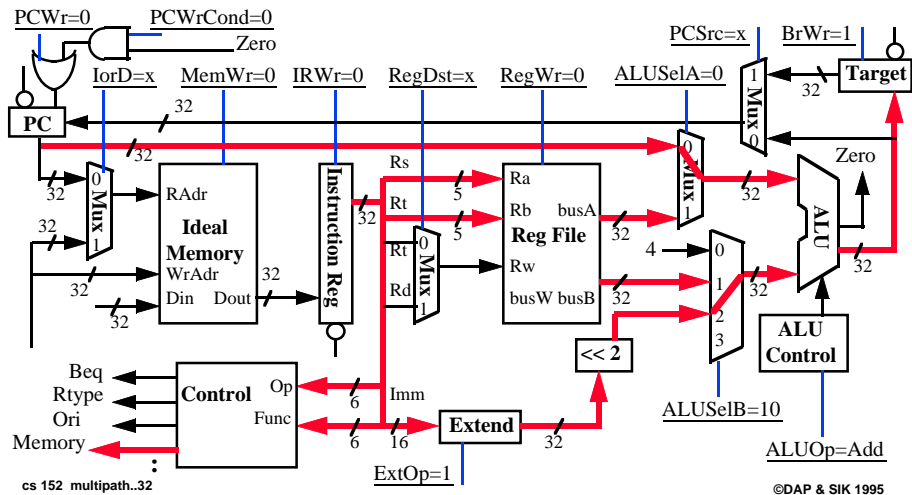 PCWr=0
PCWrCond=0
Zero
PCSrc=x
BrWr=1
IorD=x
MemWr=0
IRWr=0
RegDst=x
RegWr=0
ALUSelA=0
Target
32
PC
32
32
1
Mux
0
32
32
0
Mux
1
RAdr
Ideal
Memory
WrAdr
Din
Dout
32
32
32
32
32
Instruction Reg
32
Rs
Rt
Rt
Rd
5
5
0
Mux
1
Ra
Rb
Rw
busW
busA
busB
Reg File
32
32
0
Mux
1
32
4
0
1
2
3
32
ALU
Zero
32
<< 2
ALU
Control
Beq
Rtype
Ori
Memory
:
Control
Op
Func
6
6
Imm
16
Extend
32
ExtOp=1
ALUSelB=10
ALUOp=Add
cs 152 multipath..32
©DAP & SIK 1995